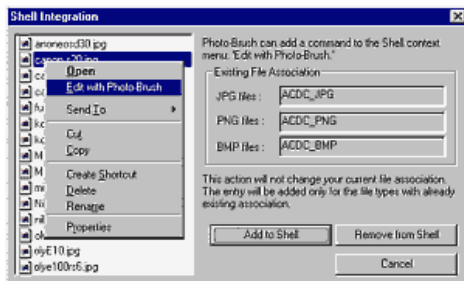 Shell Integration
anoneosd30.jpg
canon-s20.jpg
Open
Edit with Photo-Brush
Send To
Cut
Copy
Create Shortcut
Delete
Rename
Properties
olyE10.jpg
olye100rs6.jpg
Photo-Brush can add a command to the Shell context
menu. 'Edit with Photo-Brush.'
Existing File Association
JPG files : ACDC_JPG
PNG files : ACDC_PNG
BMP files : ACDC_BMP
This action will not change your current file association.
The entry will be added only for the file types with already
existing association.
Add to Shell
Remove from Shell
Cancel